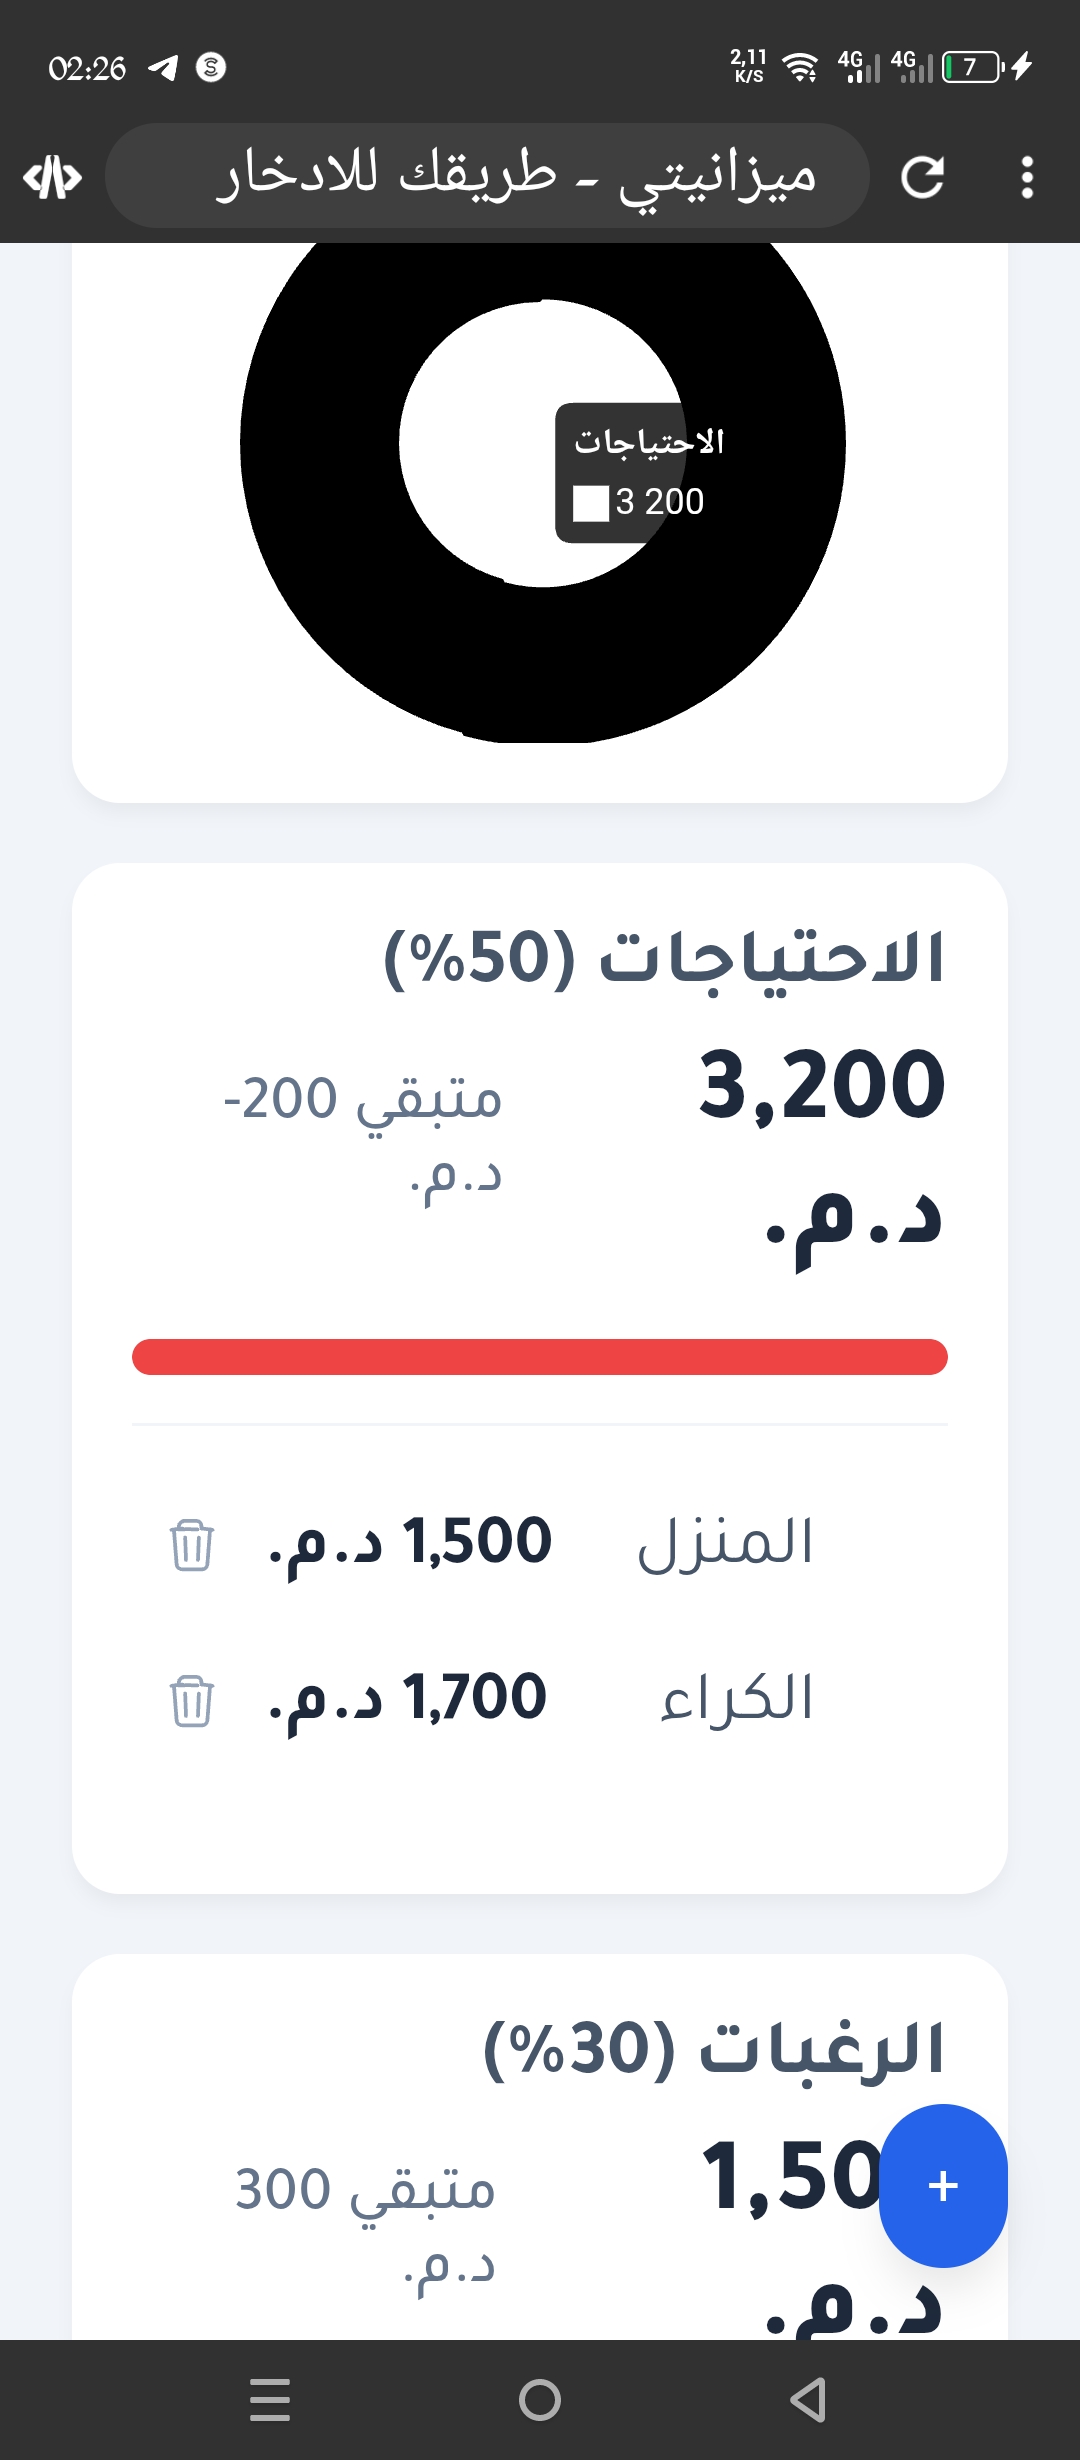 02:26
2,11
K/S
4G
4G
7
ميزانيتي - طريقك للادخار
الاحتياجات
3 200
الاحتياجات (50%)
3,200
د.م.
متبقي 200-
د.م.
المنزل 1,500 د.م.
الكراء 1,700 د.م.
الرغبات (30%)
1,50
د.م.
متبقي 300
د.م.
+